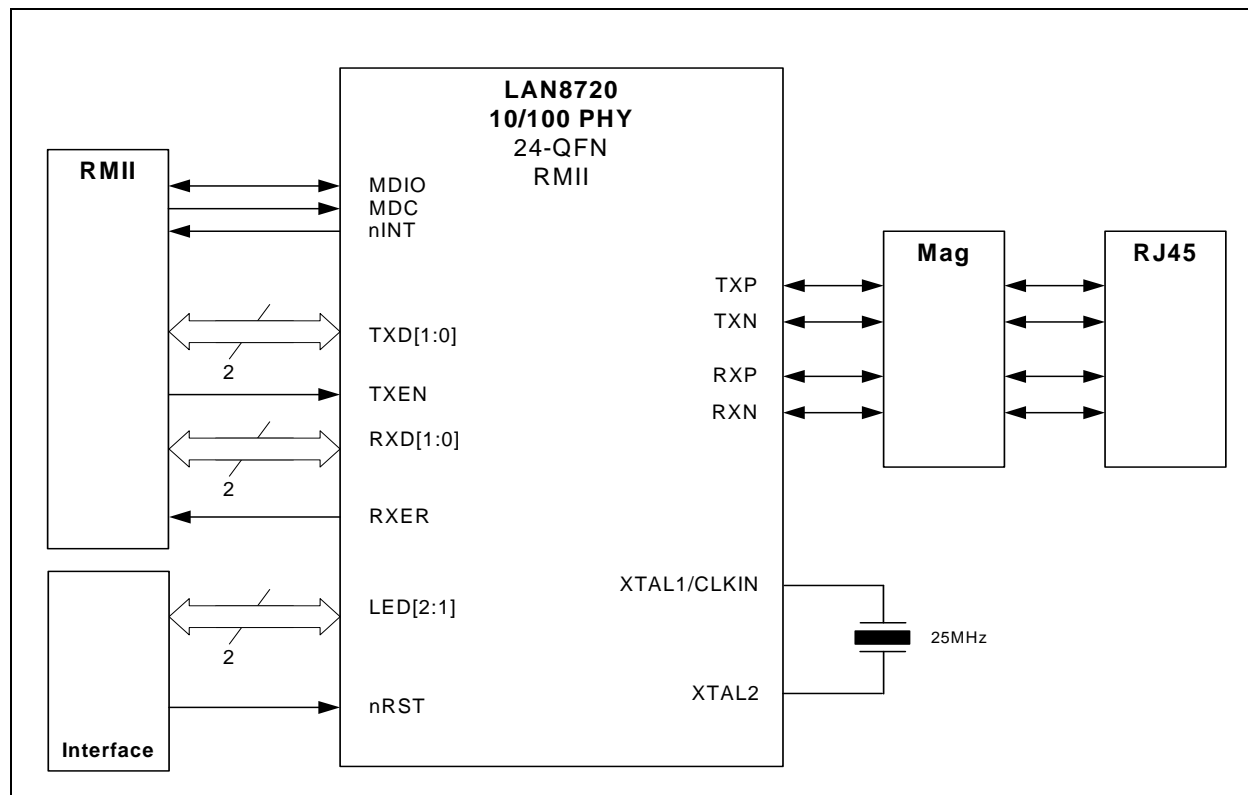 LAN8720
10/100 PHY
24-QFN
RMII
RMII
MDIO
MDC
nINT
TXD[1:0]
2
TXEN
RXD[1:0]
2
RXER
LED[2:1]
2
nRST
Interface
TXP
TXN
RXP
RXN
Mag
RJ45
XTAL1/CLKIN
25MHz
XTAL2